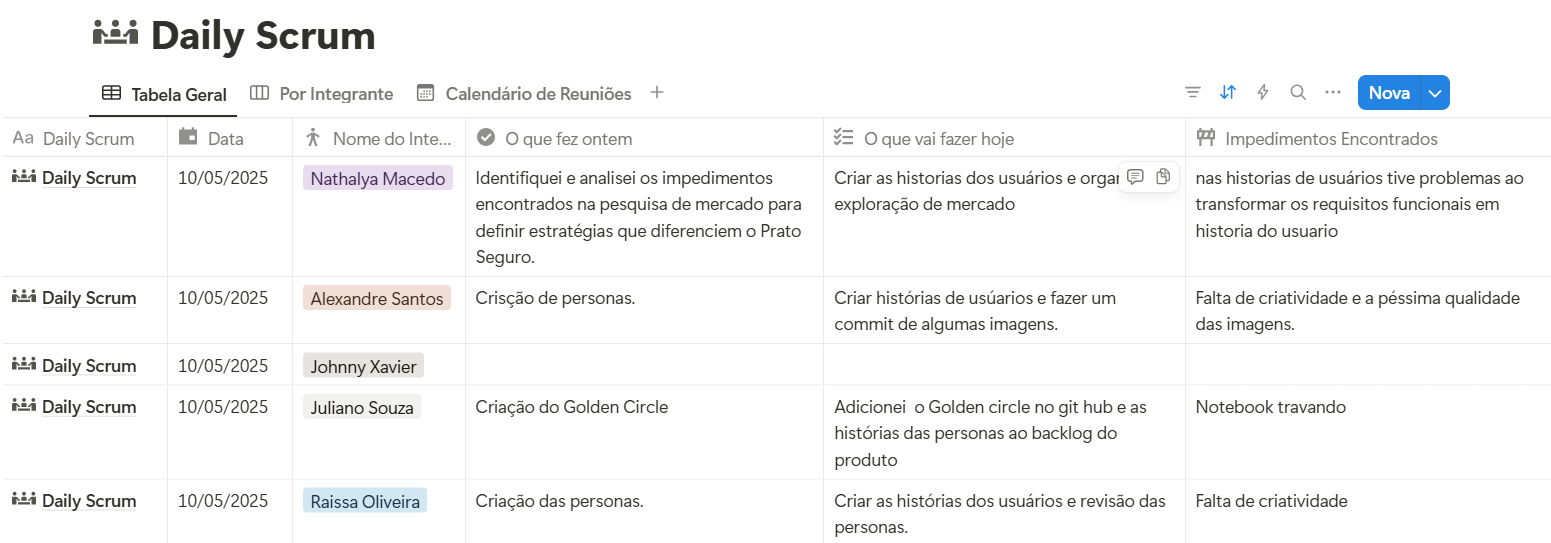 Daily Scrum
Tabela Geral Por Integrante Calendário de Reuniões Nova
Aa Daily Scrum Data Nome do Inte... O que fez ontem O que vai fazer hoje Impedimentos Encontrados
Daily Scrum 10/05/2025 Nathalya Macedo Identifiquei e analisei os impedimentos Criar as historias dos usuários e nas historias de usuários tive problemas ao
encontrados na pesquisa de mercado para exploração de mercado transformar os requisitos funcionais em
definir estratégias que diferenciem o Prato historia do usuario
Seguro.
Daily Scrum 10/05/2025 Alexandre Santos Crisção de personas. Criar histórias de usúarios e fazer um Falta de criatividade e a péssima qualidade
commit de algumas imagens. das imagens.
Daily Scrum 10/05/2025 Johnny Xavier
Daily Scrum 10/05/2025 Juliano Souza Criação do Golden Circle Adicionei o Golden circle no git hub e as Notebook travando
histórias das personas ao backlog do
produto
Daily Scrum 10/05/2025 Raissa Oliveira Criação das personas. Criar as histórias dos usuários e revisão das Falta de criatividade
personas.